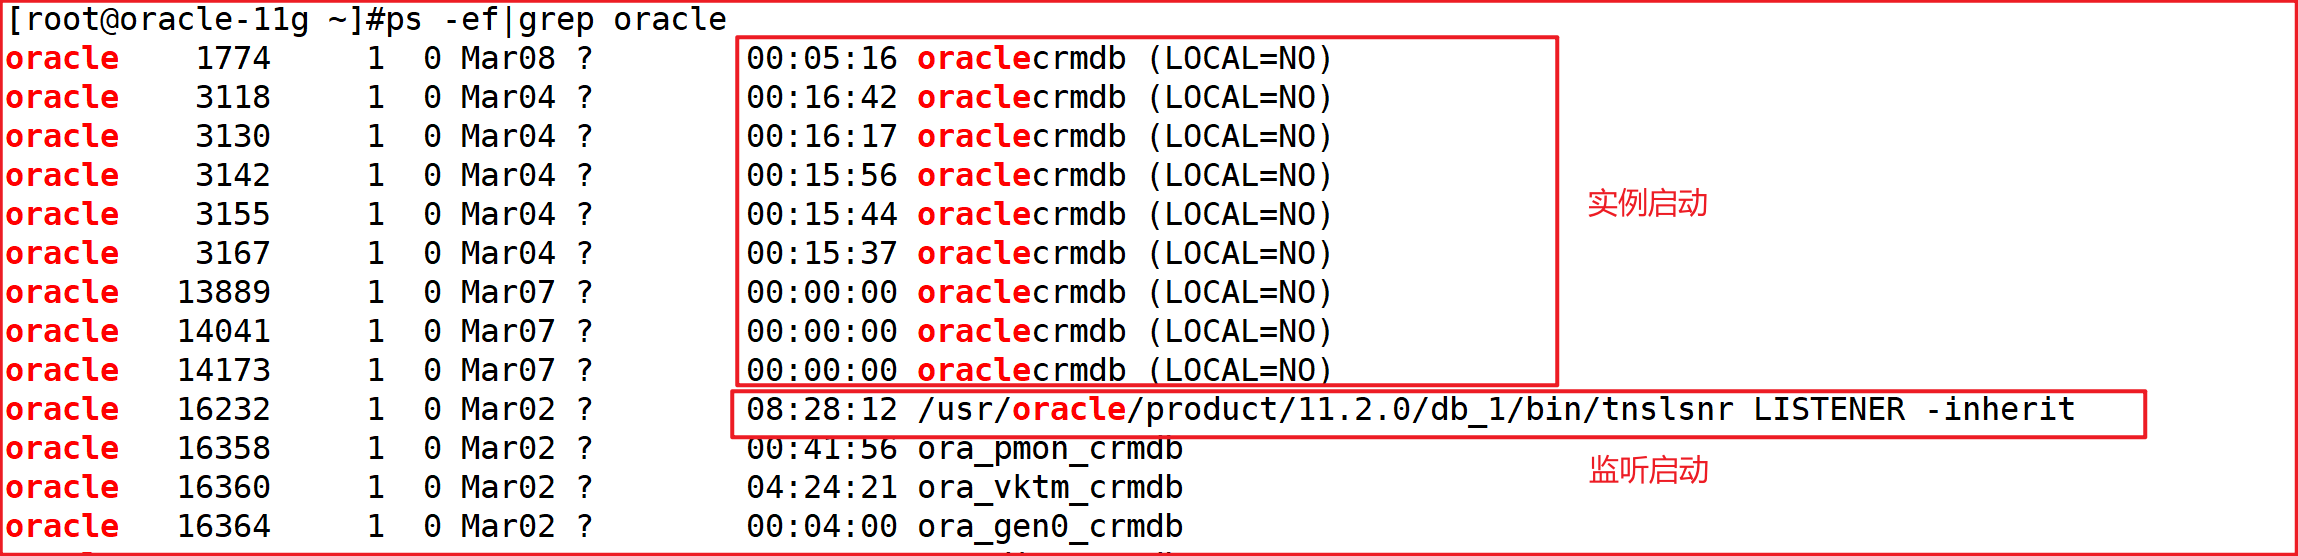 [root@oracle-11g ~]#ps -ef|grep oracle
oracle 1774 1 0 Mar08 ? 00:05:16 oraclecrmdb (LOCAL=NO)
oracle 3118 1 0 Mar04 ? 00:16:42 oraclecrmdb (LOCAL=NO)
oracle 3130 1 0 Mar04 ? 00:16:17 oraclecrmdb (LOCAL=NO)
oracle 3142 1 0 Mar04 ? 00:15:56 oraclecrmdb (LOCAL=NO)
oracle 3155 1 0 Mar04 ? 00:15:44 oraclecrmdb (LOCAL=NO)
实例启动
oracle 3167 1 0 Mar04 ? 00:15:37 oraclecrmdb (LOCAL=NO)
oracle 13889 1 0 Mar07 ? 00:00:00 oraclecrmdb (LOCAL=NO)
oracle 14041 1 0 Mar07 ? 00:00:00 oraclecrmdb (LOCAL=NO)
oracle 14173 1 0 Mar07 ? 00:00:00 oraclecrmdb (LOCAL=NO)
oracle 16232 1 0 Mar02 ? 08:28:12 /usr/oracle/product/11.2.0/db_1/bin/tnslsnr LISTENER -inherit
oracle 16358 1 0 Mar02 ? 00:41:56 ora_pmon_crmdb
监听启动
oracle 16360 1 0 Mar02 ? 04:24:21 ora_vktm_crmdb
oracle 16364 1 0 Mar02 ? 00:04:00 ora_gen0_crmdb